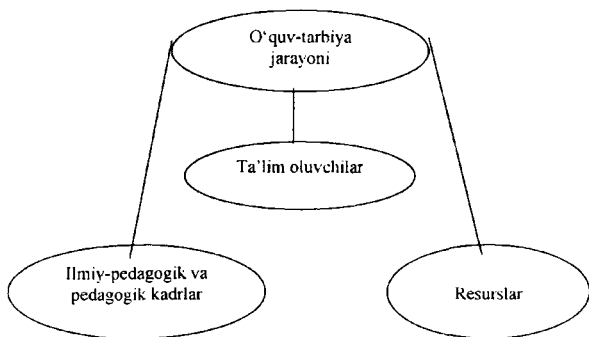 O‘quv-tarbiya
jarayoni
Ta’lim oluvchilar
Ilmiy-pedagogik va
pedagogik kadrlar
Resurslar